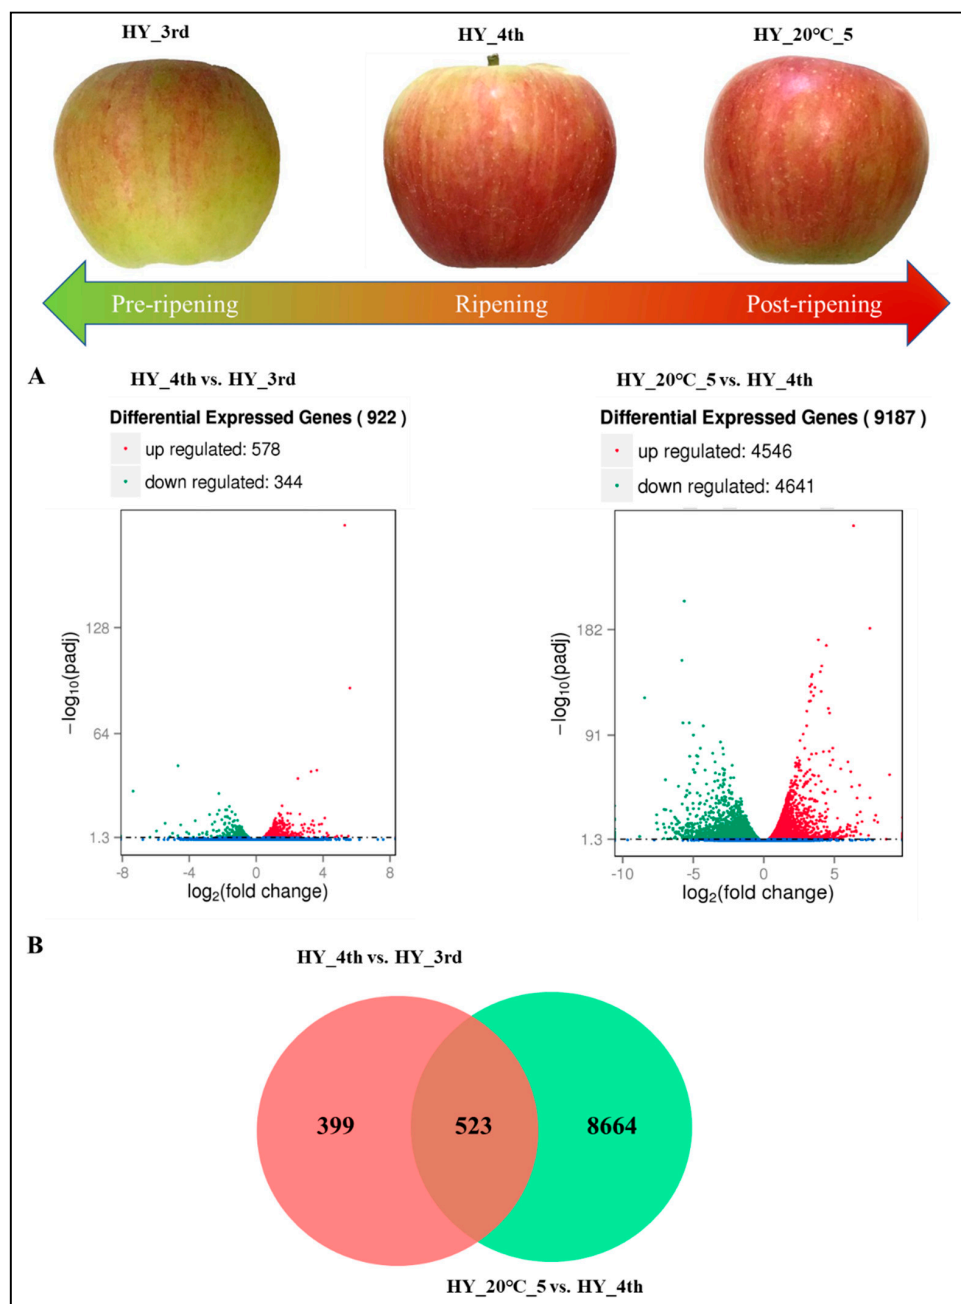 HY_3rd
HY_4th
HY_20°C_5
Pre-ripening
Ripening
Post-ripening
A
HY_4th vs. HY_3rd
Differential Expressed Genes ( 922 )
up regulated: 578
down regulated: 344
128
64
1.3
-8
-4
0
4
8
−log10(padj)
log2(fold change)
HY_20°C_5 vs. HY_4th
Differential Expressed Genes ( 9187 )
up regulated: 4546
down regulated: 4641
182
91
1.3
-10
-5
0
5
−log10(padj)
log2(fold change)
B
HY_4th vs. HY_3rd
399
523
8664
HY_20°C_5 vs. HY_4th